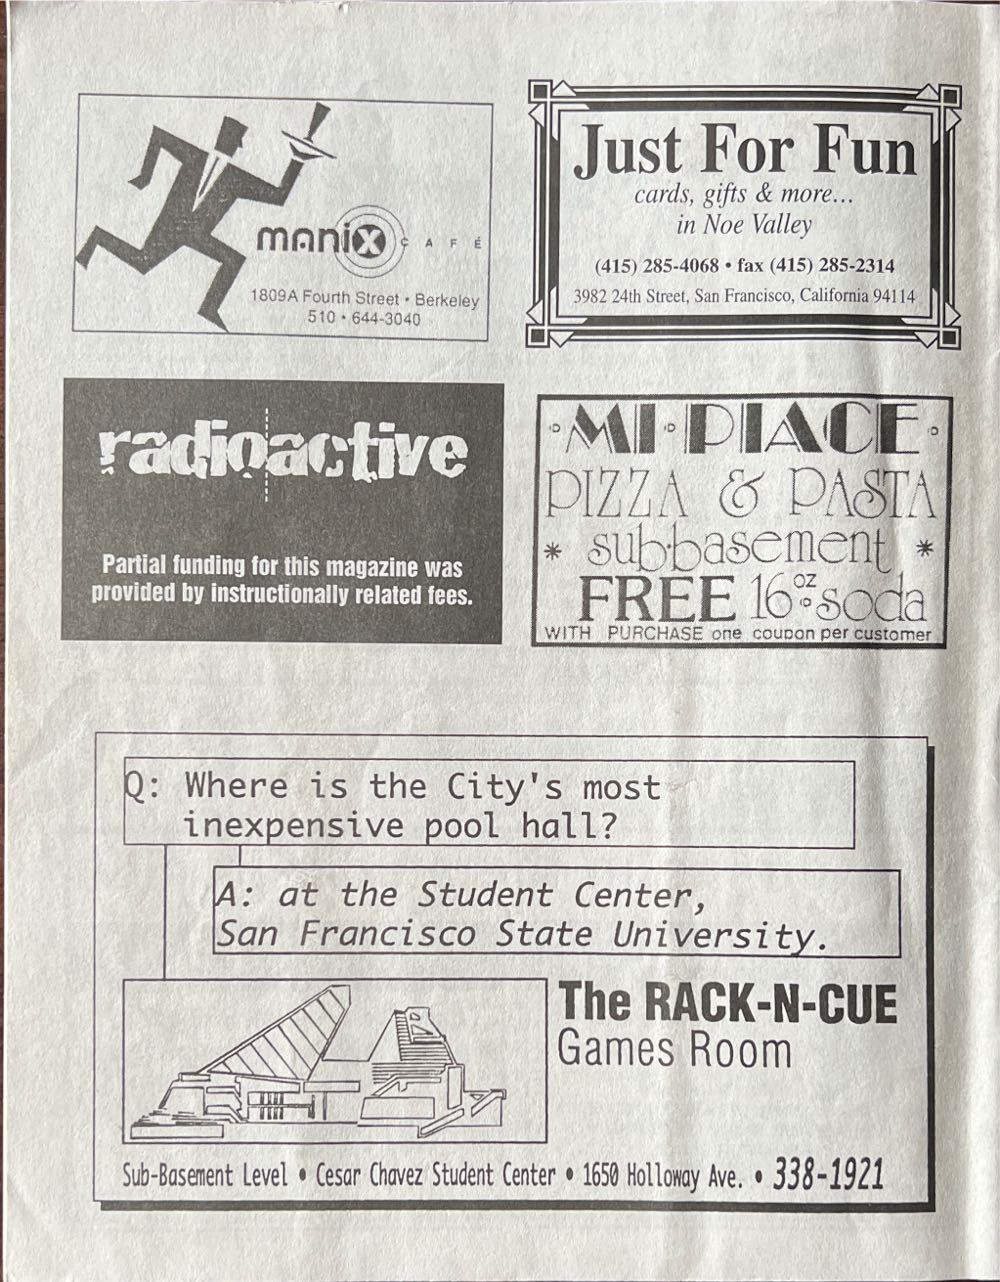 manix CAFÉ
1809A Fourth Street • Berkeley
510 • 644-3040
Just For Fun
cards, gifts & more...
in Noe Valley
(415) 285-4068 • fax (415) 285-2314
3982 24th Street, San Francisco, California 94114
radioactive
Partial funding for this magazine was
provided by instructionally related fees.
MI PIACE
PIZZA & PASTA
* sub·basement *
FREE 16 oz soda
WITH PURCHASE one coupon per customer
Q: Where is the City's most
inexpensive pool hall?
A: at the Student Center,
San Francisco State University.
The RACK-N-CUE
Games Room
Sub-Basement Level • Cesar Chavez Student Center • 1650 Holloway Ave. • 338-1921